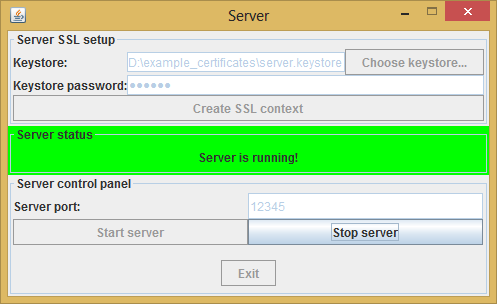 Server
Server SSL setup
Keystore: D:\example_certificates\server.keystore Choose keystore...
Keystore password: ••••••
Create SSL context
Server status
Server is running!
Server control panel
Server port: 12345
Start server Stop server
Exit